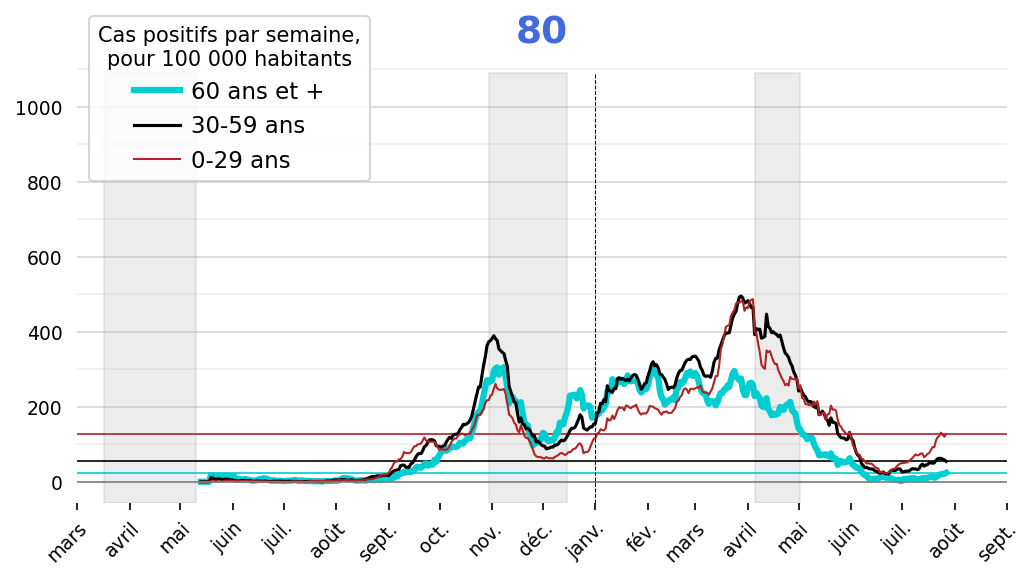 80
Cas positifs par semaine,
pour 100 000 habitants
60 ans et +
30-59 ans
0-29 ans
1000
800
600
400
200
0
mars avril mai juin juil. août sept. oct. nov. déc. janv. fév. mars avril mai juin juil. août sept.